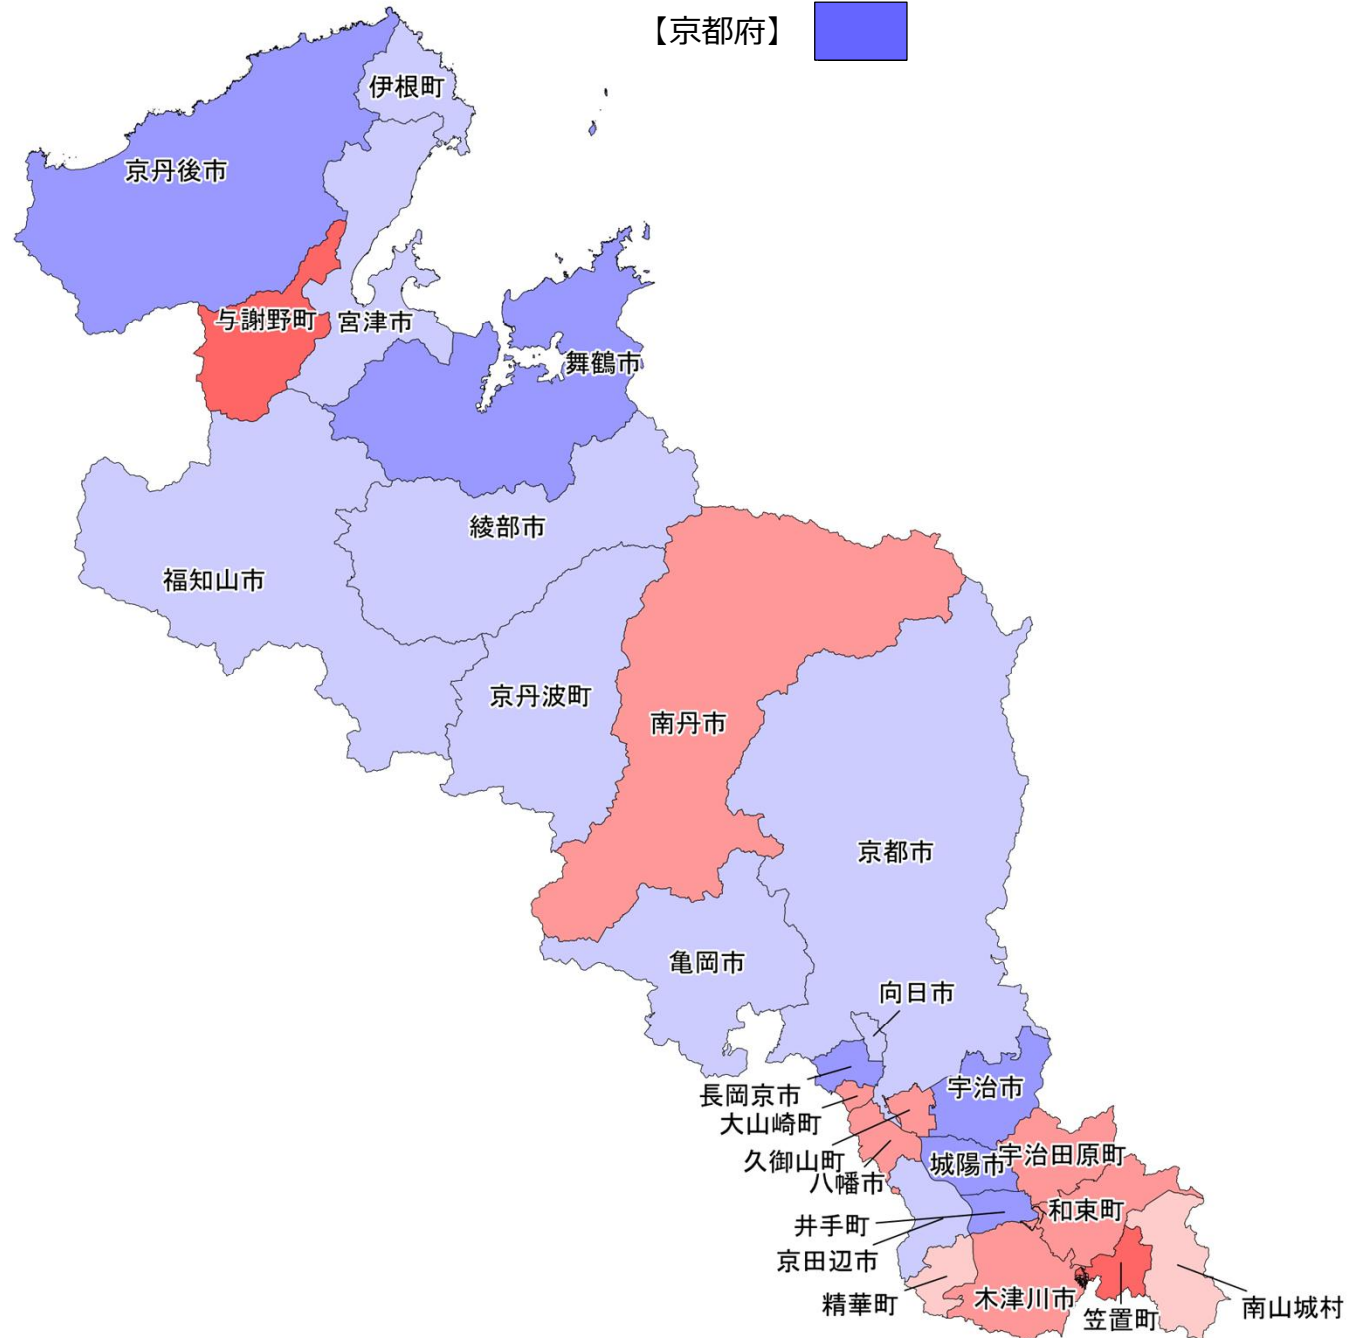 【京都府】
伊根町
京丹後市
与謝野町
宮津市
舞鶴市
綾部市
福知山市
京丹波町
南丹市
京都市
亀岡市
向日市
長岡京市
大山崎町
宇治市
久御山町
八幡市
城陽市
宇治田原町
井手町
和束町
京田辺市
精華町
木津川市
笠置町
南山城村